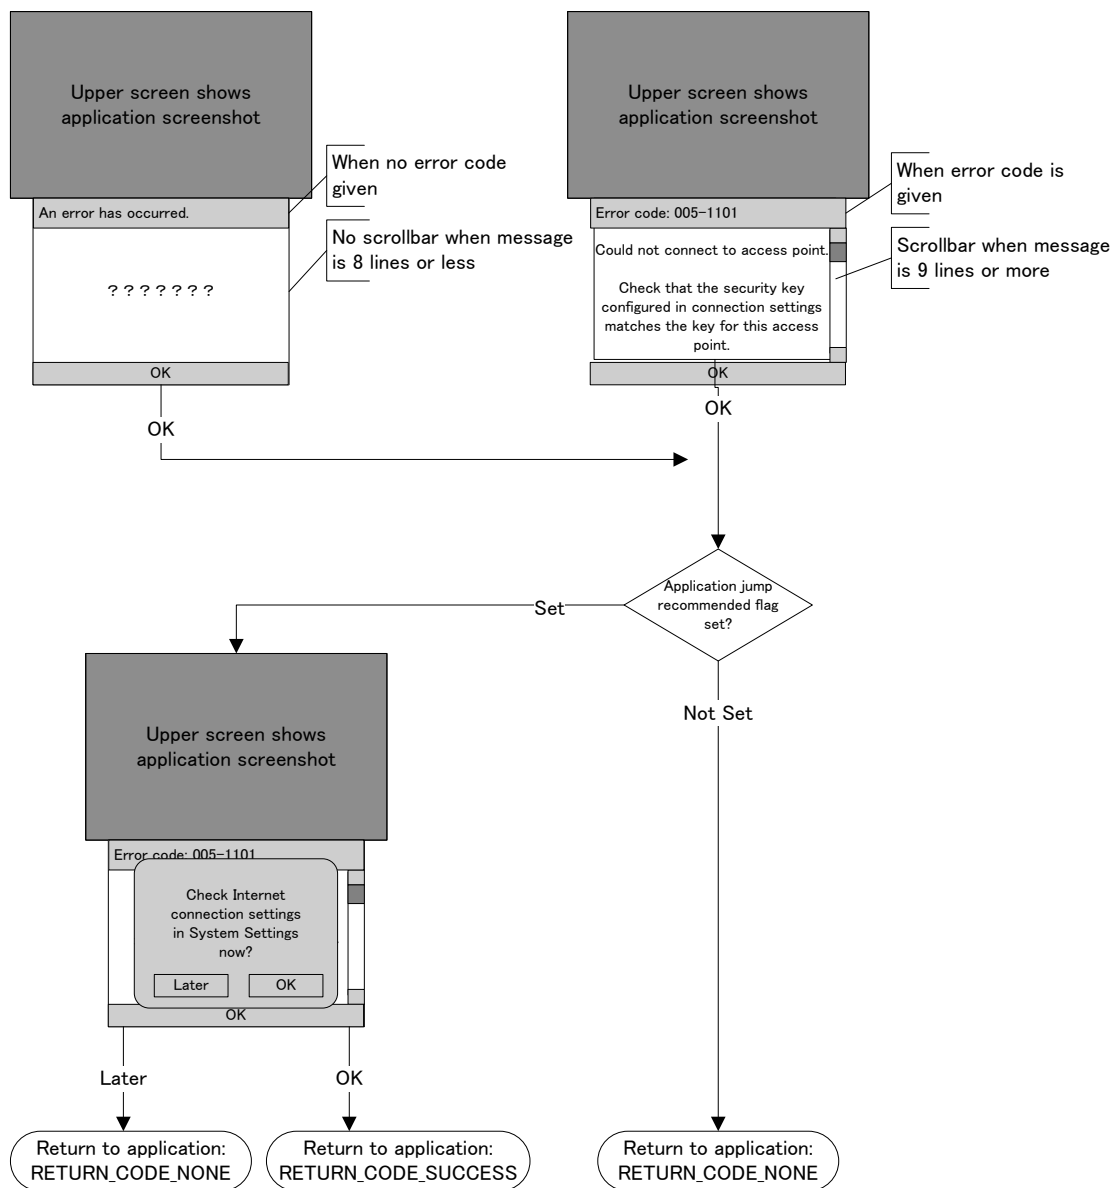 Upper screen shows
application screenshot
When no error code
given
An error has occurred.
No scrollbar when message
is 8 lines or less
???????
OK
OK
Upper screen shows
application screenshot
When error code is
given
Error code: 005-1101
Scrollbar when message
is 9 lines or more
Could not connect to access point.
Check that the security key
configured in connection settings
matches the key for this access
point.
OK
OK
Application jump
recommended flag
set?
Set
Not Set
Upper screen shows
application screenshot
Error code: 005-1101
Check Internet
connection settings
in System Settings
now?
Later
OK
OK
Later
OK
Return to application:
RETURN_CODE_NONE
Return to application:
RETURN_CODE_SUCCESS
Return to application:
RETURN_CODE_NONE